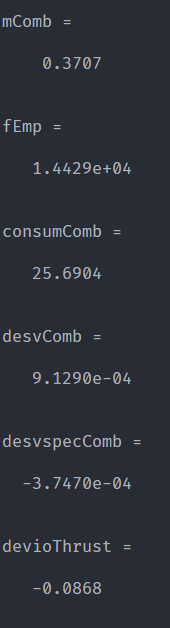 mComb =
0.3707
fEmp =
1.4429e+04
consumComb =
25.6904
desvComb =
9.1290e-04
desvspecComb =
-3.7470e-04
devioThrust =
-0.0868